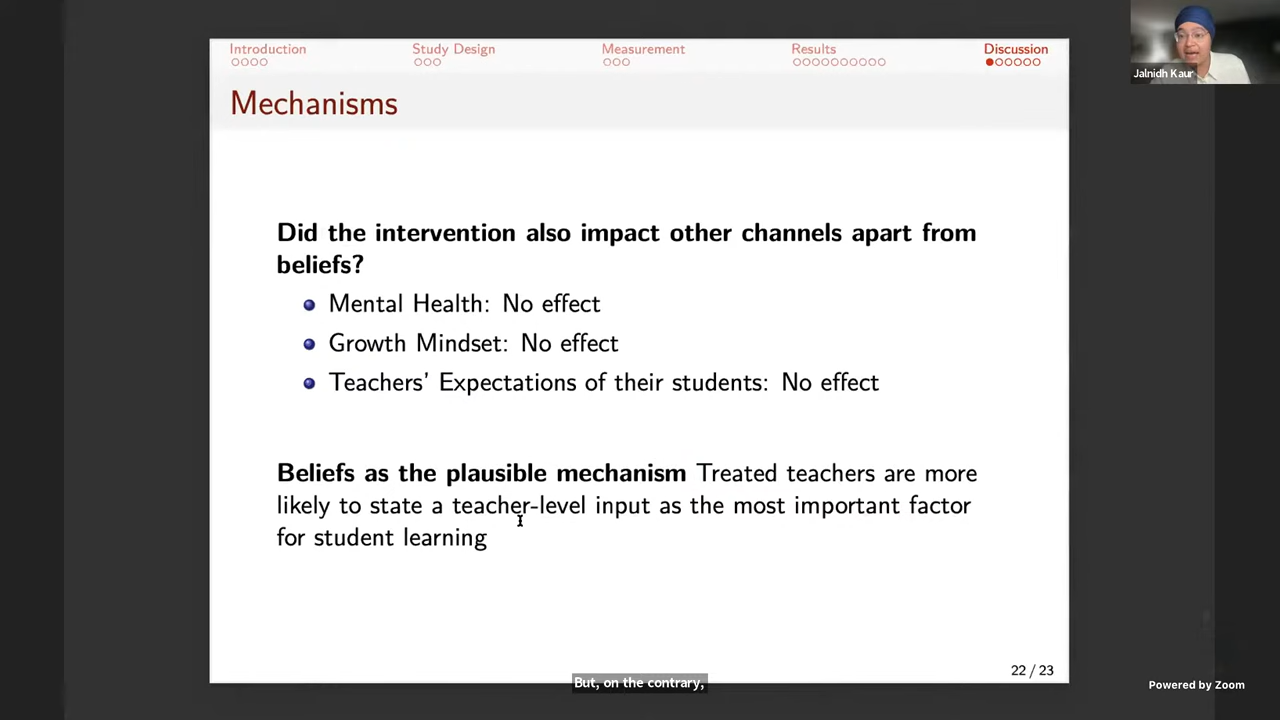 Introduction
Study Design
Measurement
Results
Discussion
Jalnidh Kaur
Mechanisms
Did the intervention also impact other channels apart from
beliefs?
Mental Health: No effect
Growth Mindset: No effect
Teachers' Expectations of their students: No effect
Beliefs as the plausible mechanism Treated teachers are more
likely to state a teacher-level input as the most important factor
for student learning
22 / 23
But, on the contrary,
Powered by Zoom